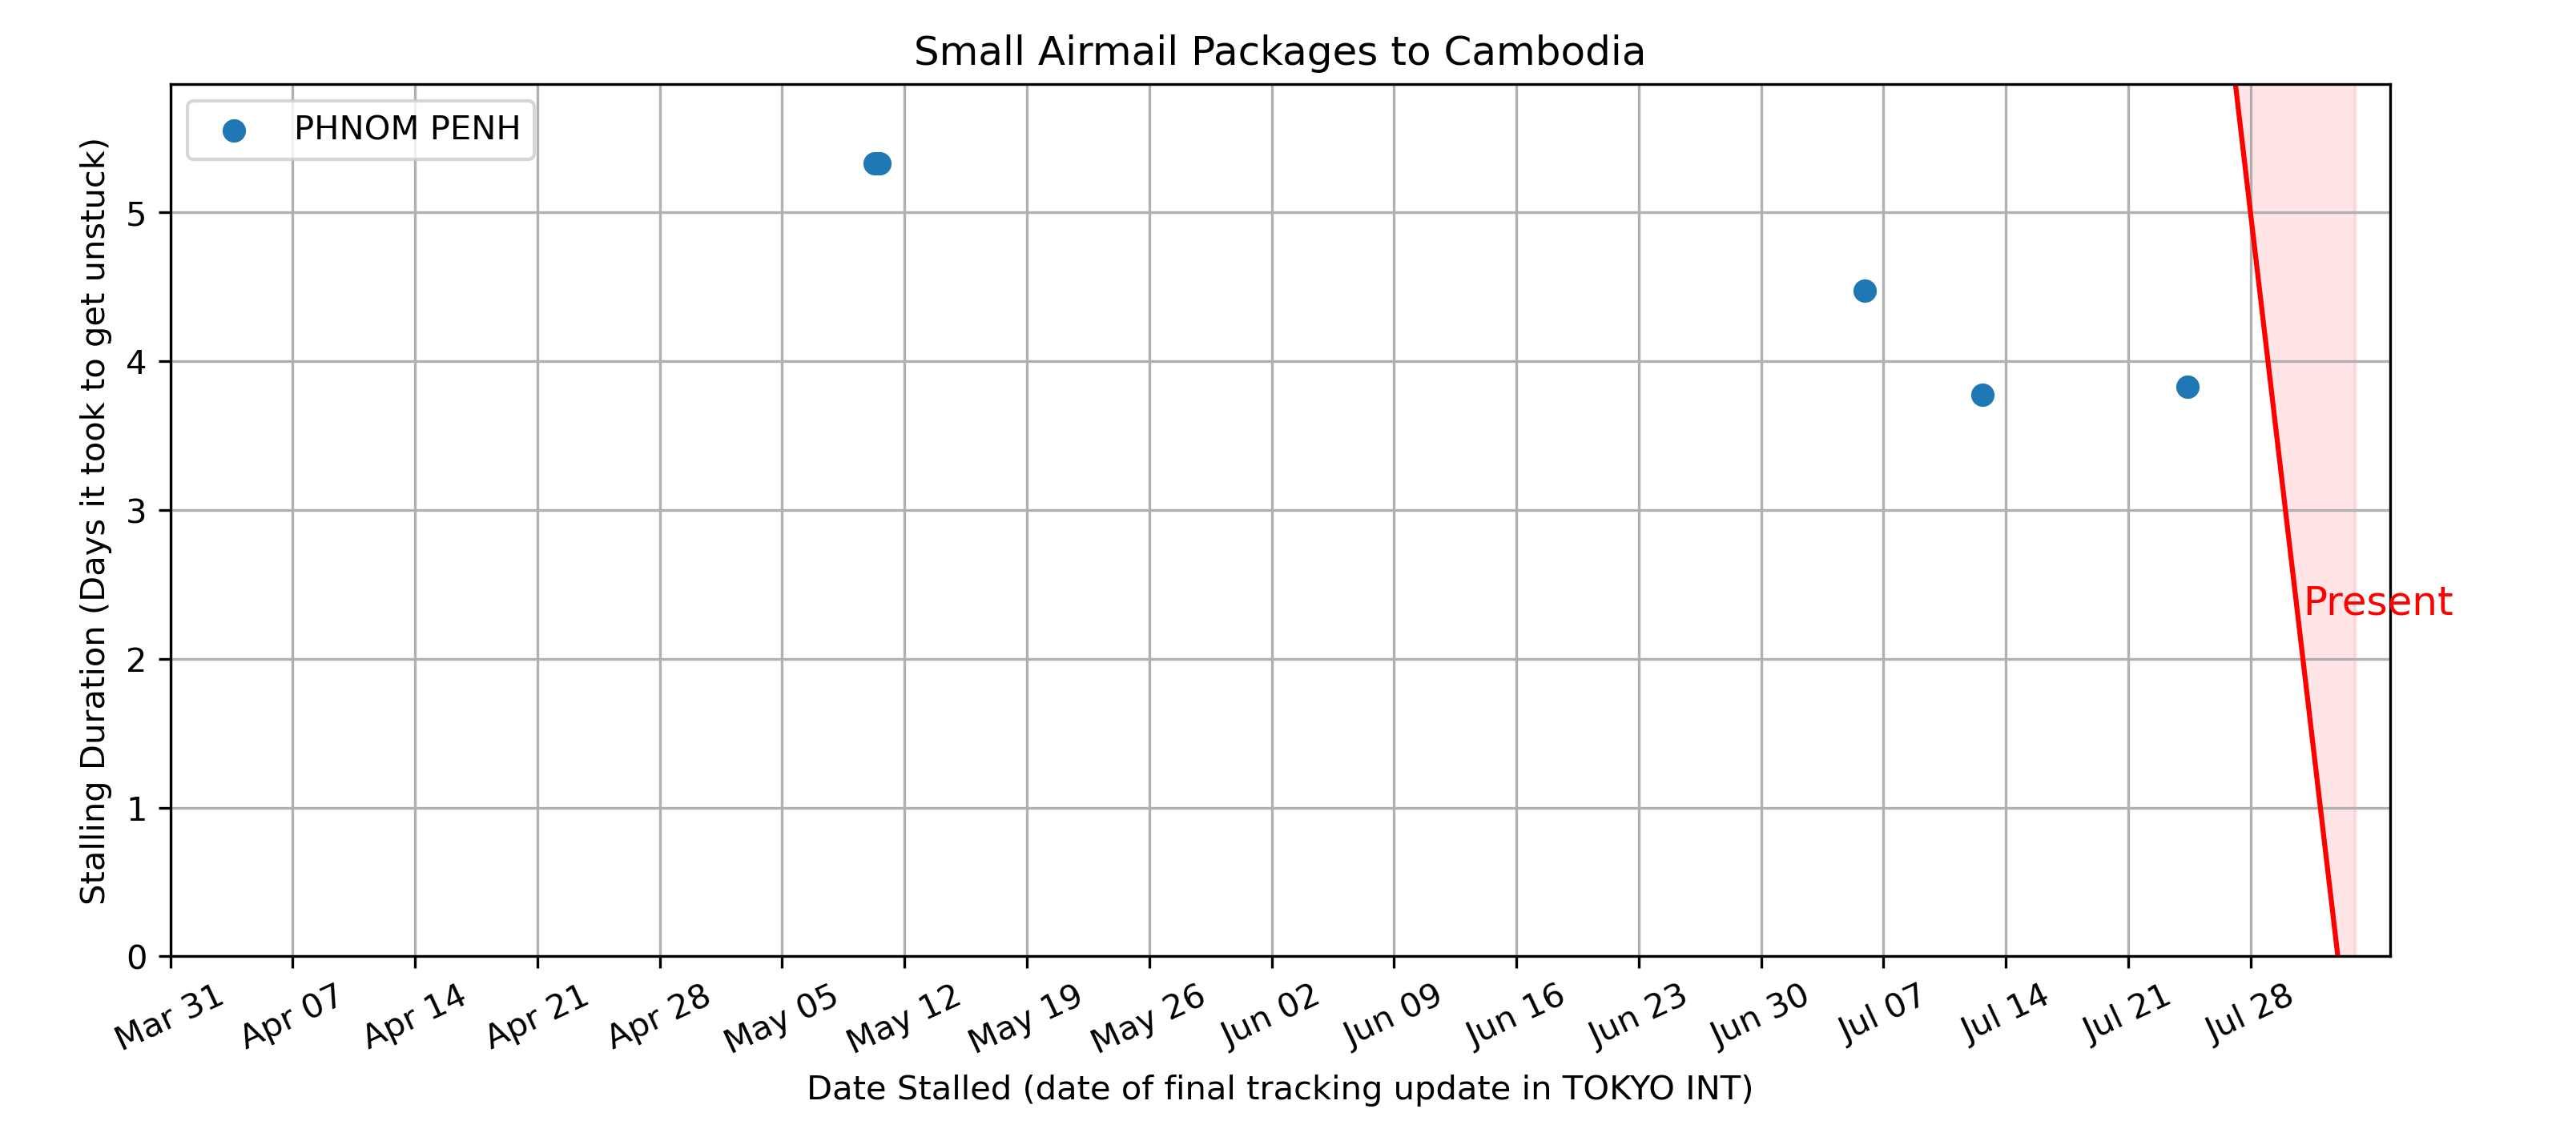 Small Airmail Packages to Cambodia
PHNOM PENH
Stalling Duration (Days it took to get unstuck)
5
4
3
2
1
0
Present
Mar 31
Apr 07
Apr 14
Apr 21
Apr 28
May 05
May 12
May 19
May 26
Jun 02
Jun 09
Jun 16
Jun 23
Jun 30
Jul 07
Jul 14
Jul 21
Jul 28
Date Stalled (date of final tracking update in TOKYO INT)